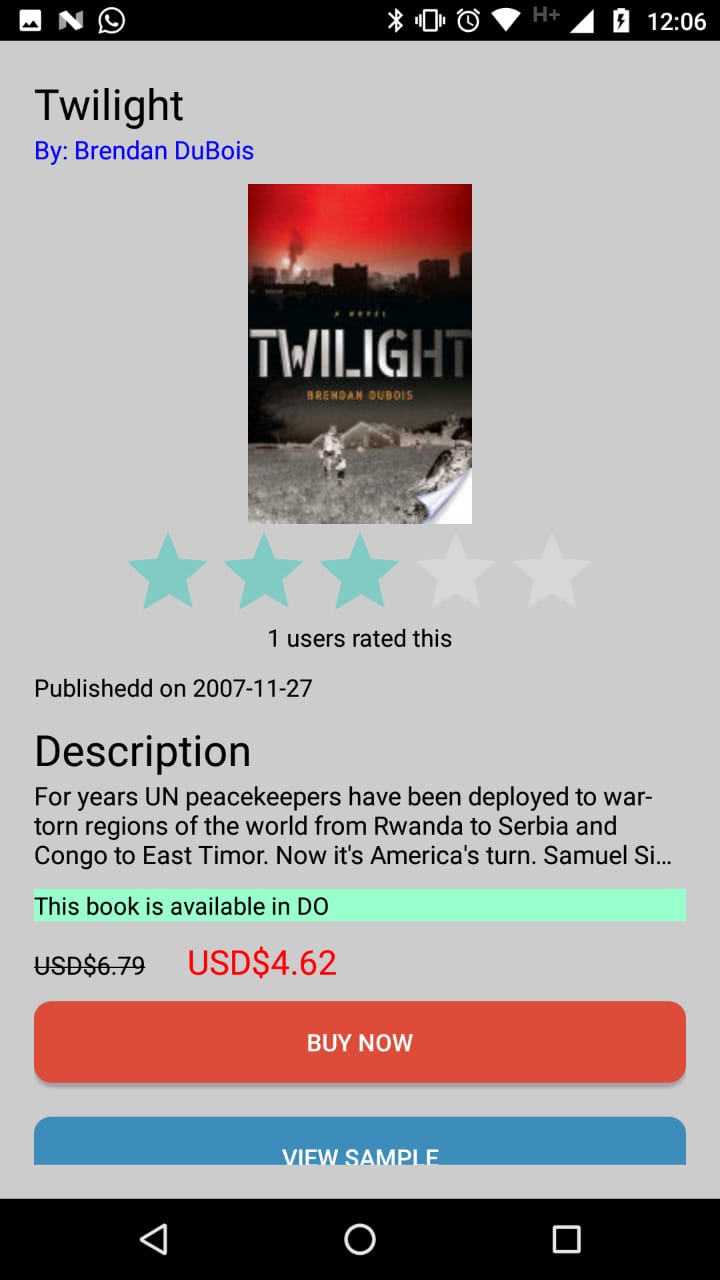 H+ 12:06
Twilight
By: Brendan DuBois
A NOVEL
TWILIGHT
BRENDAN DUBOIS
1 users rated this
Publishedd on 2007-11-27
Description
For years UN peacekeepers have been deployed to war-
torn regions of the world from Rwanda to Serbia and
Congo to East Timor. Now it's America's turn. Samuel Si…
This book is available in DO
USD$6.79 USD$4.62
BUY NOW
VIEW SAMPLE